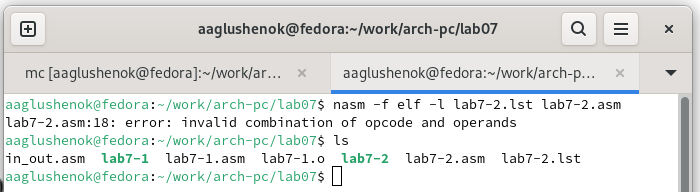 aaglushenok@fedora:~/work/arch-pc/lab07
mc [aaglushenok@fedora]:~/work/ar...
aaglushenok@fedora:~/work/arch-p...
aaglushenok@fedora:~/work/arch-pc/lab07$ nasm -f elf -l lab7-2.lst lab7-2.asm
lab7-2.asm:18: error: invalid combination of opcode and operands
aaglushenok@fedora:~/work/arch-pc/lab07$ ls
in_out.asm  lab7-1  lab7-1.asm  lab7-1.o  lab7-2  lab7-2.asm  lab7-2.lst
aaglushenok@fedora:~/work/arch-pc/lab07$